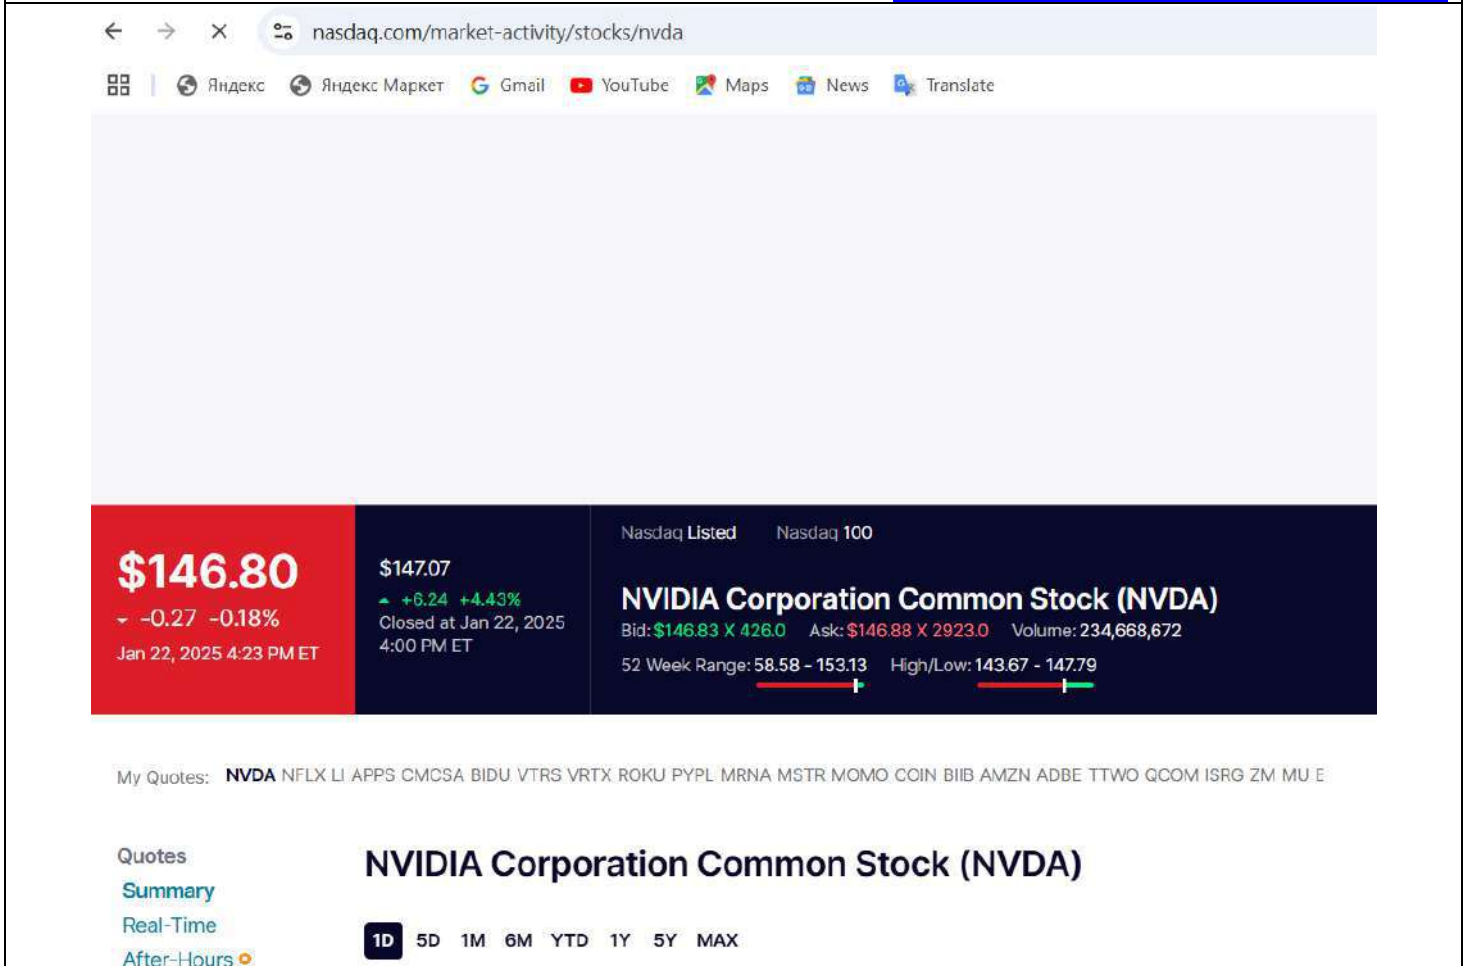 nasdaq.com/market-activity/stocks/nvda
Яндекс Яндекс Маркет Gmail YouTube Maps News Translate
Nasdaq Listed Nasdaq 100
$146.80
-0.27 -0.18%
Jan 22, 2025 4:23 PM ET
$147.07
+6.24 +4.43%
Closed at Jan 22, 2025
4:00 PM ET
NVIDIA Corporation Common Stock (NVDA)
Bid: $146.83 X 426.0 Ask: $146.88 X 2923.0 Volume: 234,668,672
52 Week Range: 58.58 - 153.13 High/Low: 143.67 - 147.79
My Quotes: NVDA NFLX LI APPS CMCSA BIDU VTRS VRTX ROKU PYPL MRNA MSTR MOMO COIN BIIB AMZN ADBE TTWO QCOM ISRG ZM MU E
Quotes
Summary
Real-Time
After-Hours
NVIDIA Corporation Common Stock (NVDA)
1D 5D 1M 6M YTD 1Y 5Y MAX